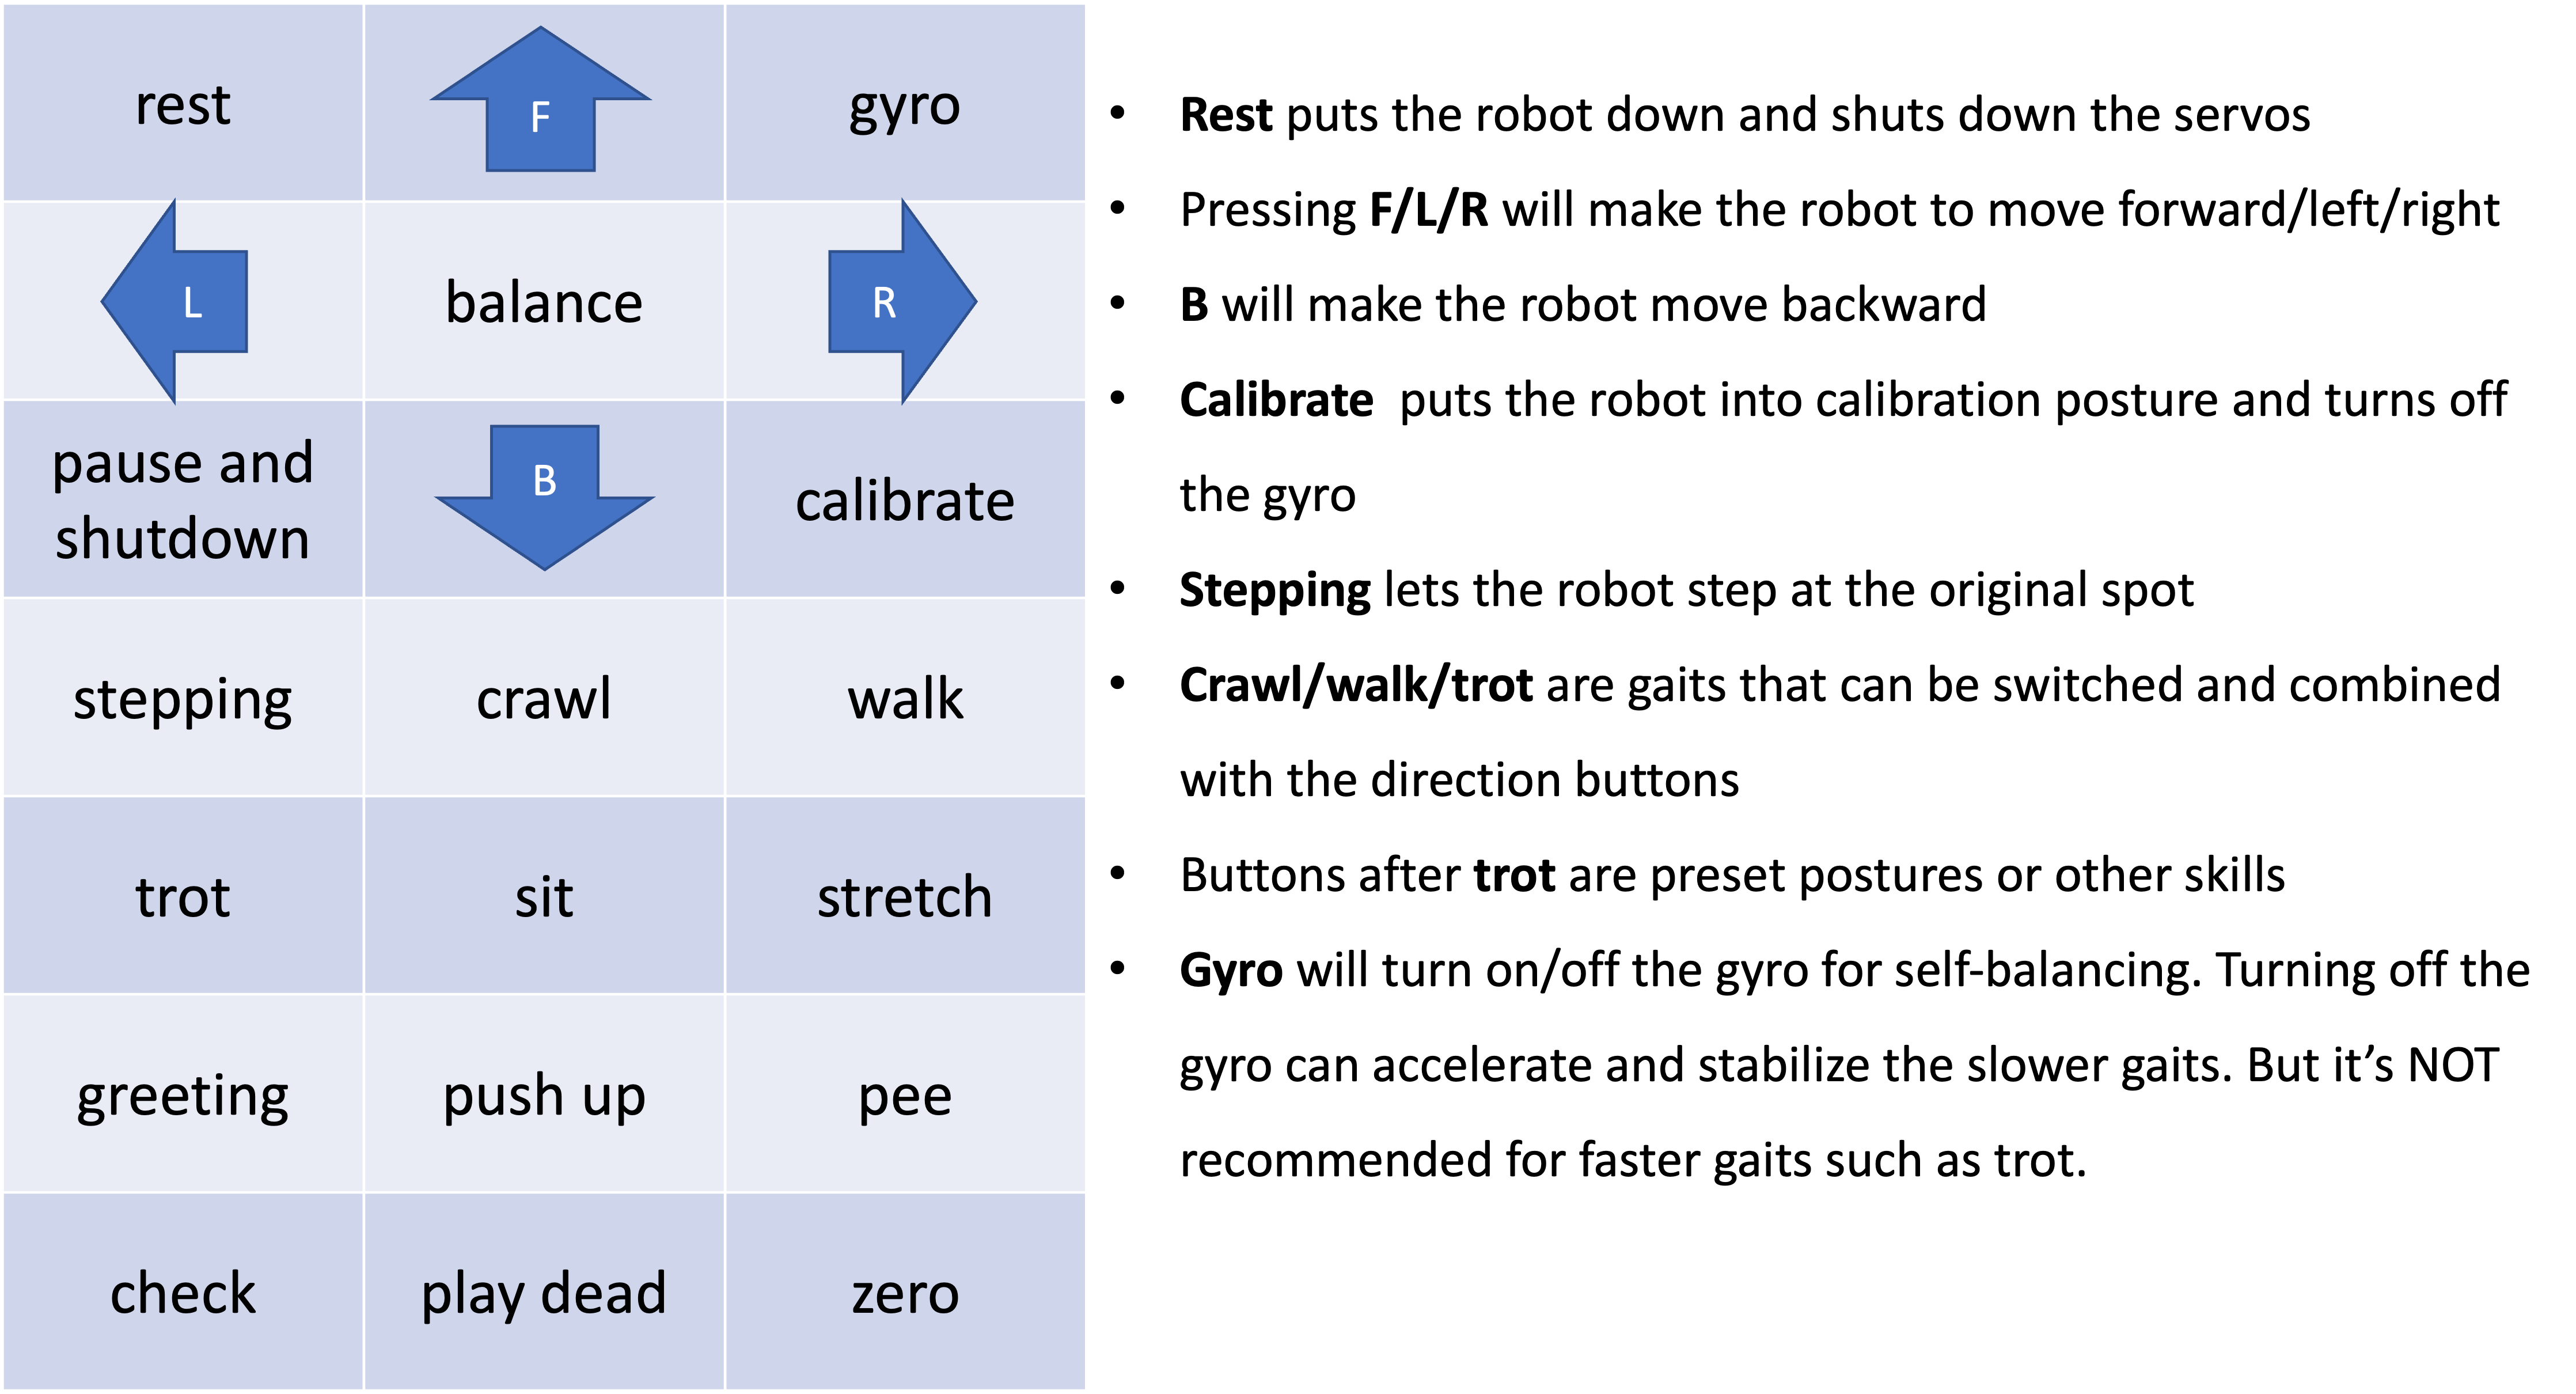 rest
F
gyro
L
balance
R
pause and
shutdown
B
calibrate
stepping
crawl
walk
trot
sit
stretch
greeting
push up
pee
check
play dead
zero
• Rest puts the robot down and shuts down the servos
• Pressing F/L/R will make the robot to move forward/left/right
• B will make the robot move backward
• Calibrate  puts the robot into calibration posture and turns off
the gyro
• Stepping lets the robot step at the original spot
• Crawl/walk/trot are gaits that can be switched and combined
with the direction buttons
• Buttons after trot are preset postures or other skills
• Gyro will turn on/off the gyro for self-balancing. Turning off the
gyro can accelerate and stabilize the slower gaits. But it’s NOT
recommended for faster gaits such as trot.